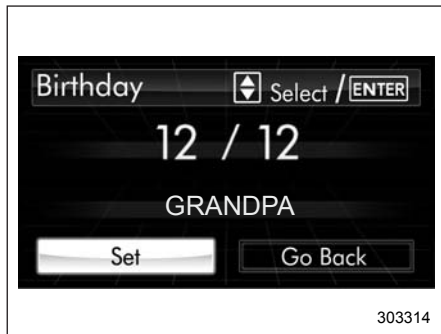 Birthday Select / ENTER
12 / 12
GRANDPA
Set Go Back
303314